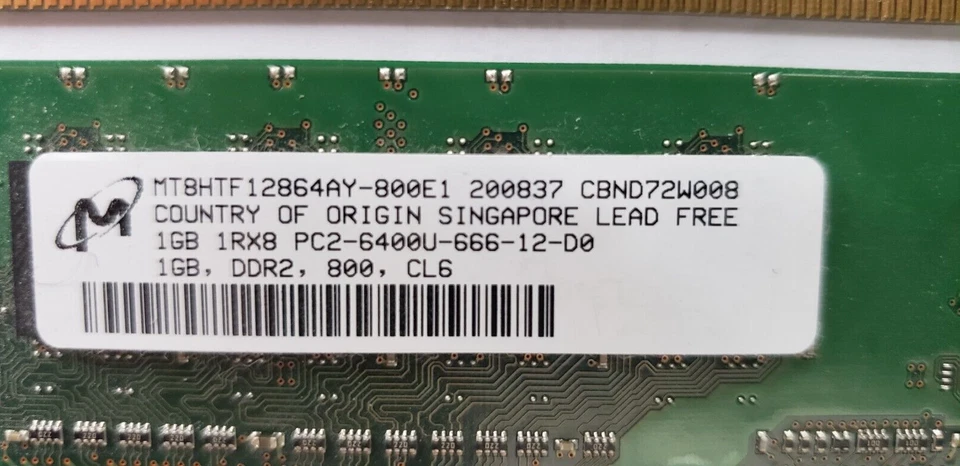 MT8HTF12864AY-800E1 200837 CBND72W008
COUNTRY OF ORIGIN SINGAPORE LEAD FREE
1GB 1RX8 PC2-6400U-666-12-D0
1GB, DDR2, 800, CL6